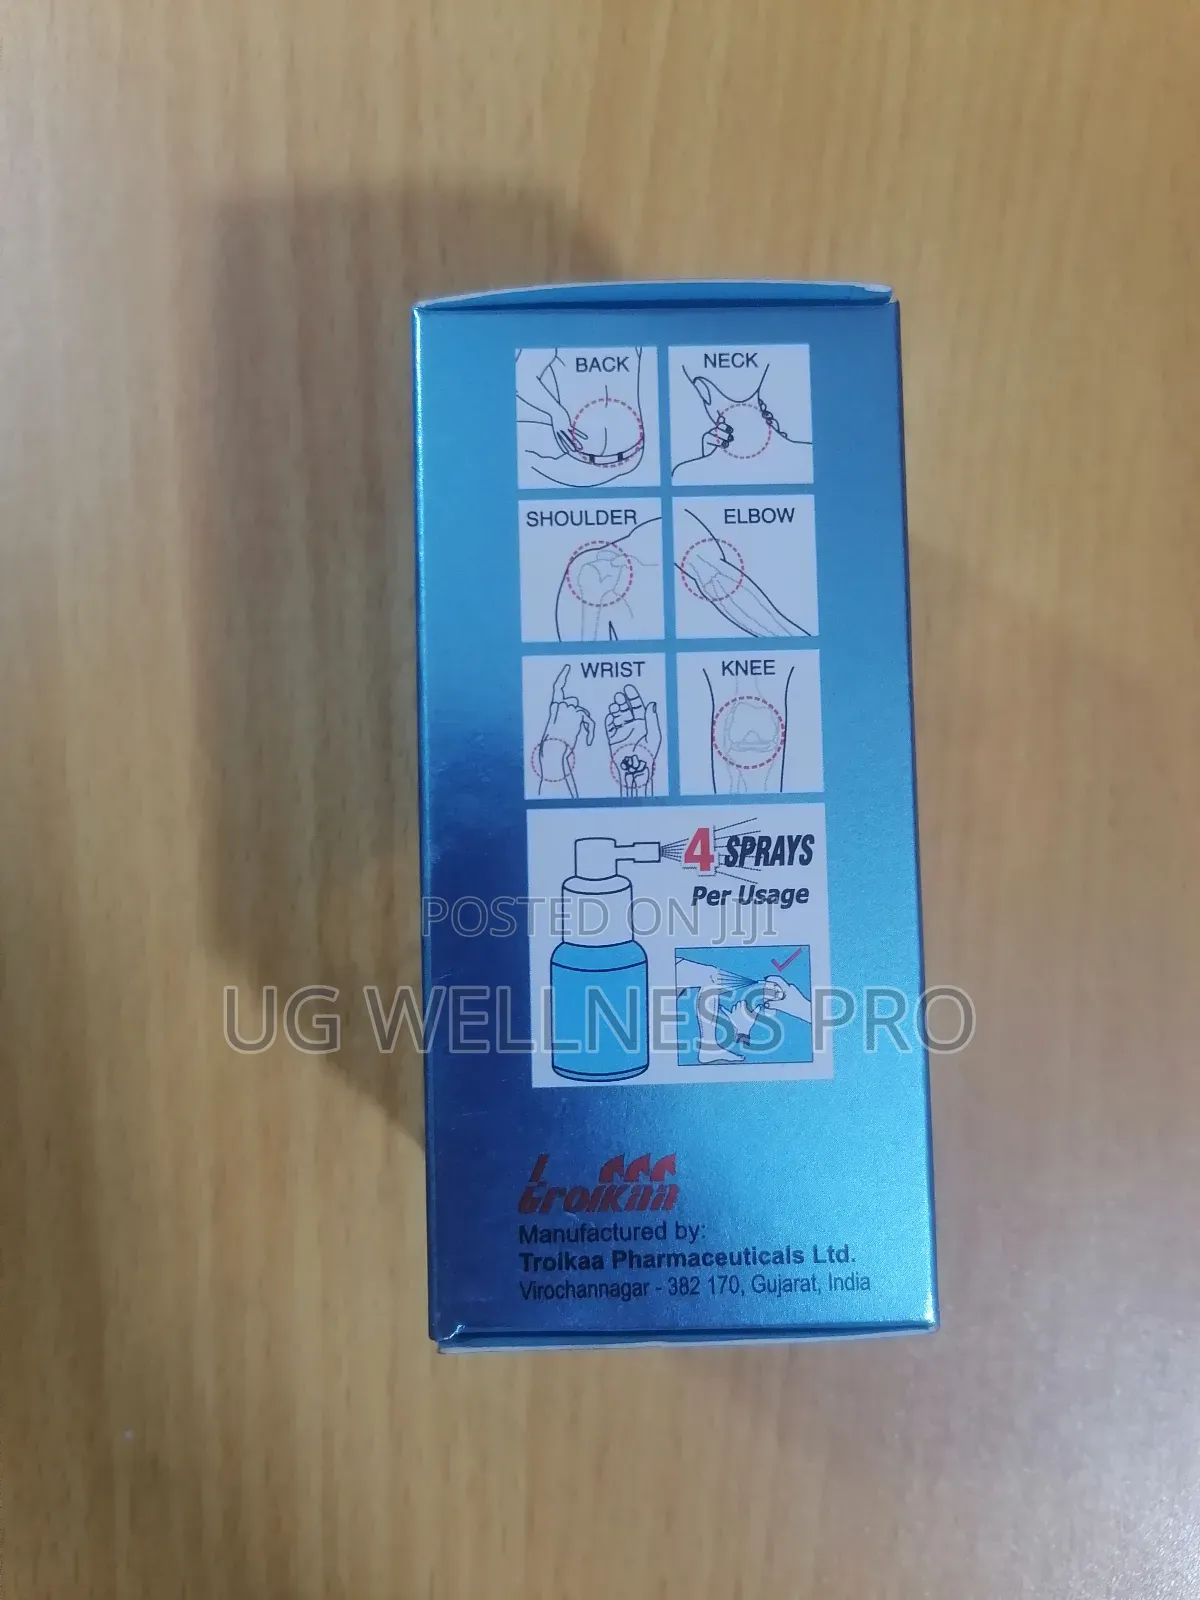 BACK
NECK
SHOULDER
ELBOW
WRIST
KNEE
4 SPRAYS
Per Usage
POSTED ON JIJI
UG WELLNESS PRO
troikaa
Manufactured by:
Troikaa Pharmaceuticals Ltd.
Virochannagar - 382 170, Gujarat, India